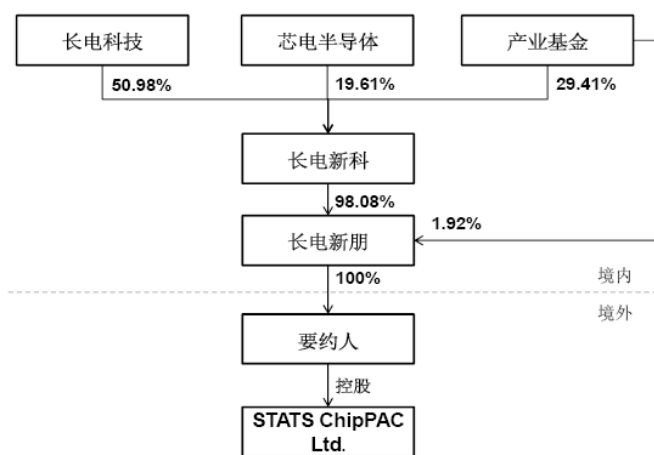 长电科技
芯电半导体
产业基金
50.98%
19.61%
29.41%
长电新科
98.08%
1.92%
长电新朋
100%
境内
境外
要约人
控股
STATS ChipPAC
Ltd.